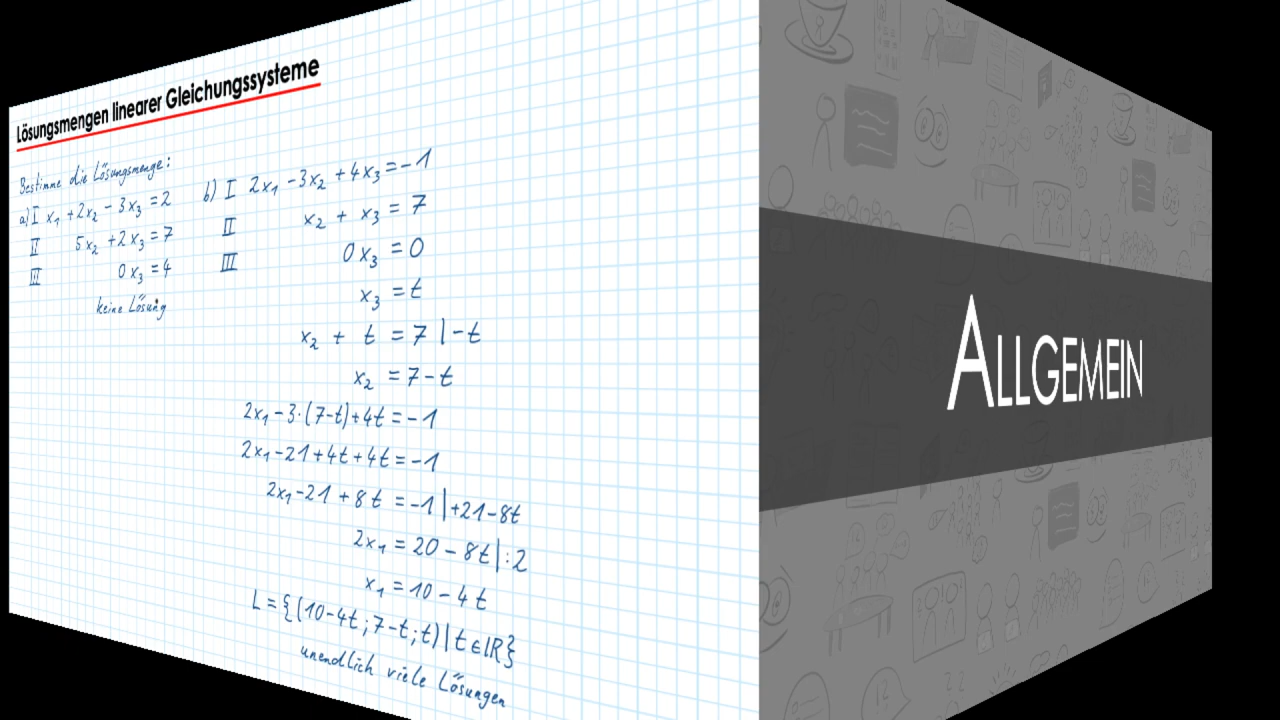 Lösungsmengen linearer Gleichungssysteme
Bestimme die Lösungsmenge:
a) I x₁ + 2x₂ - 3x₃ = 2
II 5x₂ + 2x₃ = 7
III 0x₃ = 4
keine Lösung
b) I 2x₁ - 3x₂ + 4x₃ = -1
II x₂ + x₃ = 7
III 0x₃ = 0
x₃ = t
x₂ + t = 7 | -t
x₂ = 7 - t
2x₁ - 3·(7-t) + 4t = -1
2x₁ - 21 + 4t + 4t = -1
2x₁ - 21 + 8t = -1 | +21 - 8t
2x₁ = 20 - 8t | :2
x₁ = 10 - 4t
L = {(10-4t; 7-t; t) | t ∈ ℝ}
unendlich viele Lösungen
ALLGEMEIN